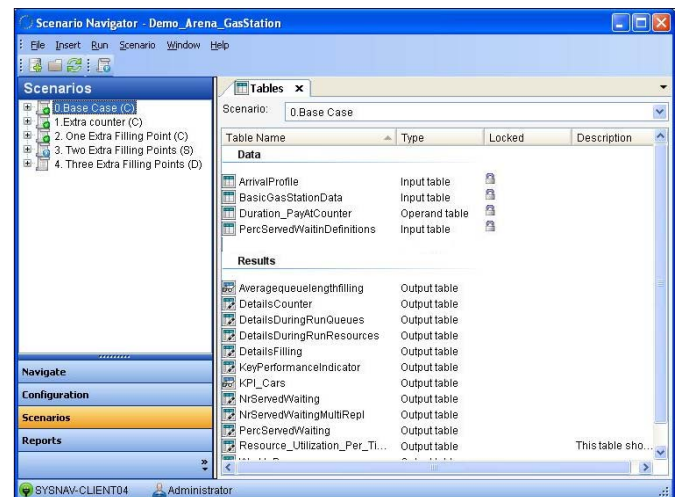 Scenario Navigator - Demo_Arena_GasStation
File Insert Run Scenario Window Help
Scenarios
0.Base Case (C)
1.Extra counter (C)
2. One Extra Filling Point (C)
3. Two Extra Filling Points (S)
4. Three Extra Filling Points (D)
Navigate
Configuration
Scenarios
Reports
Tables
Scenario: 0.Base Case
Table Name Type Locked Description
Data
ArrivalProfile Input table
BasicGasStationData Input table
Duration_PayAtCounter Operand table
PercServedWaitinDefinitions Input table
Results
Averagequeuelengthfilling Output table
DetailsCounter Output table
DetailsDuringRunQueues Output table
DetailsDuringRunResources Output table
DetailsFilling Output table
KeyPerformanceIndicator Output table
KPI_Cars Output table
NrServedWaiting Output table
NrServedWaitingMultiRepl Output table
PercServedWaiting Output table
Resource_Utilization_Per_Ti... Output table This table sho...
SYSNAV-CLIENT04 Administrator